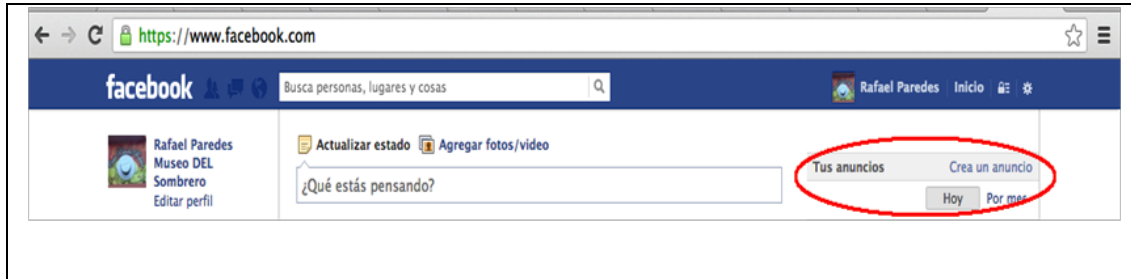 https://www.facebook.com
facebook Busca personas, lugares y cosas Rafael Paredes Inicio
Rafael Paredes
Museo DEL
Sombrero
Editar perfil
Actualizar estado Agregar fotos/video
¿Qué estás pensando?
Tus anuncios Crea un anuncio
Hoy Por mes